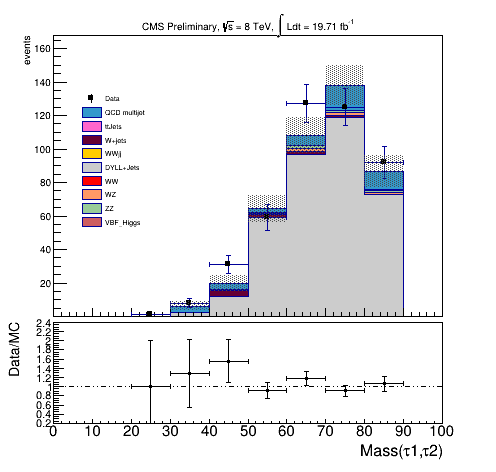 CMS Preliminary, √s = 8 TeV, ∫ Ldt = 19.71 fb⁻¹
events
160
140
120
100
80
60
40
20
Data
QCD multijet
ttJets
W+jets
WWjj
DYLL+Jets
WW
WZ
ZZ
VBF_Higgs
Data/MC
2.4
2.2
2
1.8
1.6
1.4
1.2
1
0.8
0.6
0.4
0.2
0 10 20 30 40 50 60 70 80 90 100
Mass(τ1,τ2)